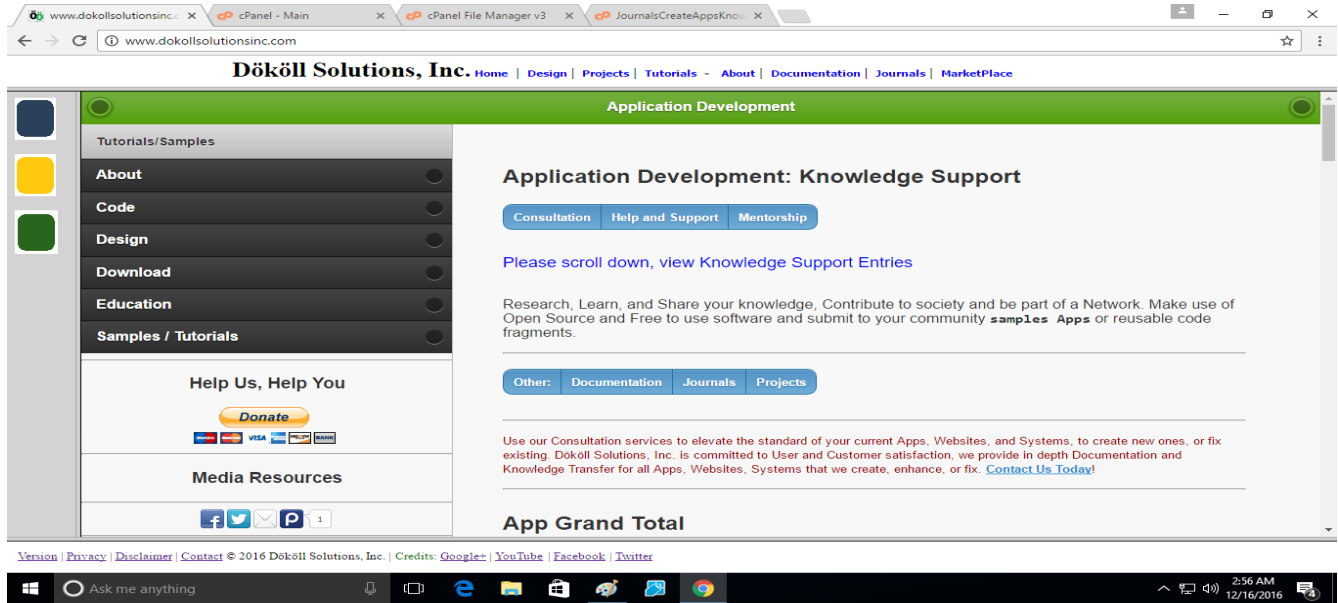 www.dokollsolutionsinc.c
cPanel - Main
cPanel File Manager v3
JournalsCreateAppsKnow
www.dokollsolutionsinc.com
Dököll Solutions, Inc. Home | Design | Projects | Tutorials - About | Documentation | Journals | MarketPlace
Application Development
Tutorials/Samples
About
Code
Design
Download
Education
Samples / Tutorials
Help Us, Help You
Donate
VISA
BANK
Media Resources
1
Application Development: Knowledge Support
Consultation Help and Support Mentorship
Please scroll down, view Knowledge Support Entries
Research, Learn, and Share your knowledge, Contribute to society and be part of a Network. Make use of
Open Source and Free to use software and submit to your community samples Apps or reusable code
fragments.
Other: Documentation Journals Projects
Use our Consultation services to elevate the standard of your current Apps, Websites, and Systems, to create new ones, or fix
existing. Dököll Solutions, Inc. is committed to User and Customer satisfaction, we provide in depth Documentation and
Knowledge Transfer for all Apps, Websites, Systems that we create, enhance, or fix. Contact Us Today!
App Grand Total
Version | Privacy | Disclaimer | Contact © 2016 Dököll Solutions, Inc. | Credits: Google+ | YouTube | Facebook | Twitter
Ask me anything
2:56 AM
12/16/2016
4